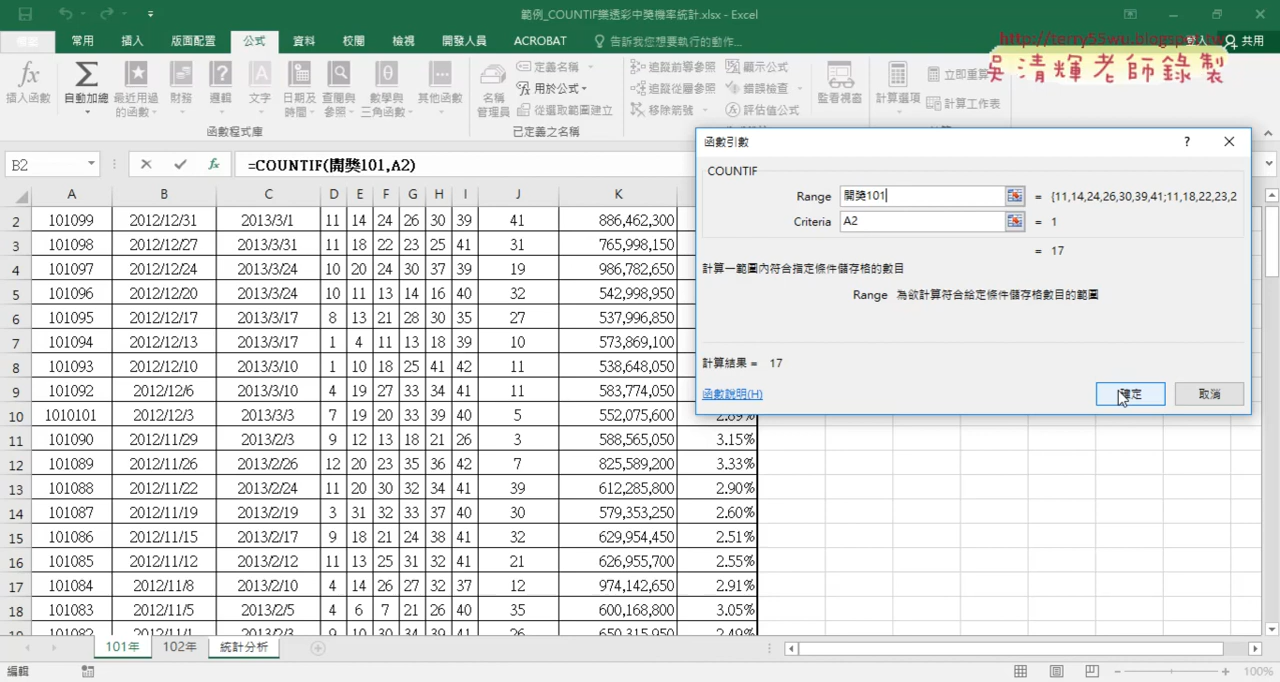 範例_COUNTIF樂透彩中獎機率統計.xlsx - Excel
常用 插入 版面配置 公式 資料 校閱 檢視 開發人員 ACROBAT 告訴我您想要執行的動作... 共用
http://terry55wu.blogspot.tw
吳清輝老師錄製
插入函數 自動加總 最近用過的函數 財務 邏輯 文字 日期及時間 查閱與參照 數學與三角函數 其他函數 名稱管理員 定義名稱 用於公式 從選取範圍建立 追蹤前導參照 追蹤從屬參照 移除箭號 顯示公式 錯誤檢查 評估值公式 監看視窗 計算選項 立即重算 計算工作表
函數程式庫 已定義之名稱
B2 fx =COUNTIF(開獎101,A2)
A B C D E F G H I J K
2 101099 2012/12/31 2013/3/1 11 14 24 26 30 39 41 886,462,300
3 101098 2012/12/27 2013/3/31 11 18 22 23 25 41 31 765,998,150
4 101097 2012/12/24 2013/3/24 10 20 24 30 37 39 19 986,782,650
5 101096 2012/12/20 2013/3/24 10 11 13 14 16 40 32 542,998,950
6 101095 2012/12/17 2013/3/17 8 13 21 28 30 35 27 537,996,850
7 101094 2012/12/13 2013/3/17 1 4 11 13 18 39 10 573,869,100
8 101093 2012/12/10 2013/3/10 1 10 18 25 41 42 11 538,648,050
9 101092 2012/12/6 2013/3/10 4 19 27 33 34 41 11 583,774,050
10 1010101 2012/12/3 2013/3/3 7 19 20 33 39 40 5 552,075,600 2.89%
11 101090 2012/11/29 2013/2/3 9 12 13 18 21 26 3 588,565,050 3.15%
12 101089 2012/11/26 2013/2/26 12 20 23 35 36 42 7 825,589,200 3.33%
13 101088 2012/11/22 2013/2/24 11 20 30 32 34 41 39 612,285,800 2.90%
14 101087 2012/11/19 2013/2/19 3 31 32 33 37 40 30 579,353,250 2.60%
15 101086 2012/11/15 2013/2/17 9 18 21 24 38 41 32 629,954,450 2.51%
16 101085 2012/11/12 2013/2/12 11 13 25 31 32 41 21 626,955,700 2.55%
17 101084 2012/11/8 2013/2/10 4 14 26 27 32 37 12 974,142,650 2.91%
18 101083 2012/11/5 2013/2/5 4 6 7 21 26 40 35 600,168,800 3.05%
101082 2012/11/1 2013/2/3 9 10 30 34 39 41 26 650,315,950 2.49%
函數引數 ?
COUNTIF
Range 開獎101 = {11,14,24,26,30,39,41;11,18,22,23,2
Criteria A2 = 1
= 17
計算一範圍內符合指定條件儲存格的數目
Range 為欲計算符合給定條件儲存格數目的範圍
計算結果 = 17
函數說明(H) 確定 取消
101年 102年 統計分析
編輯 100%